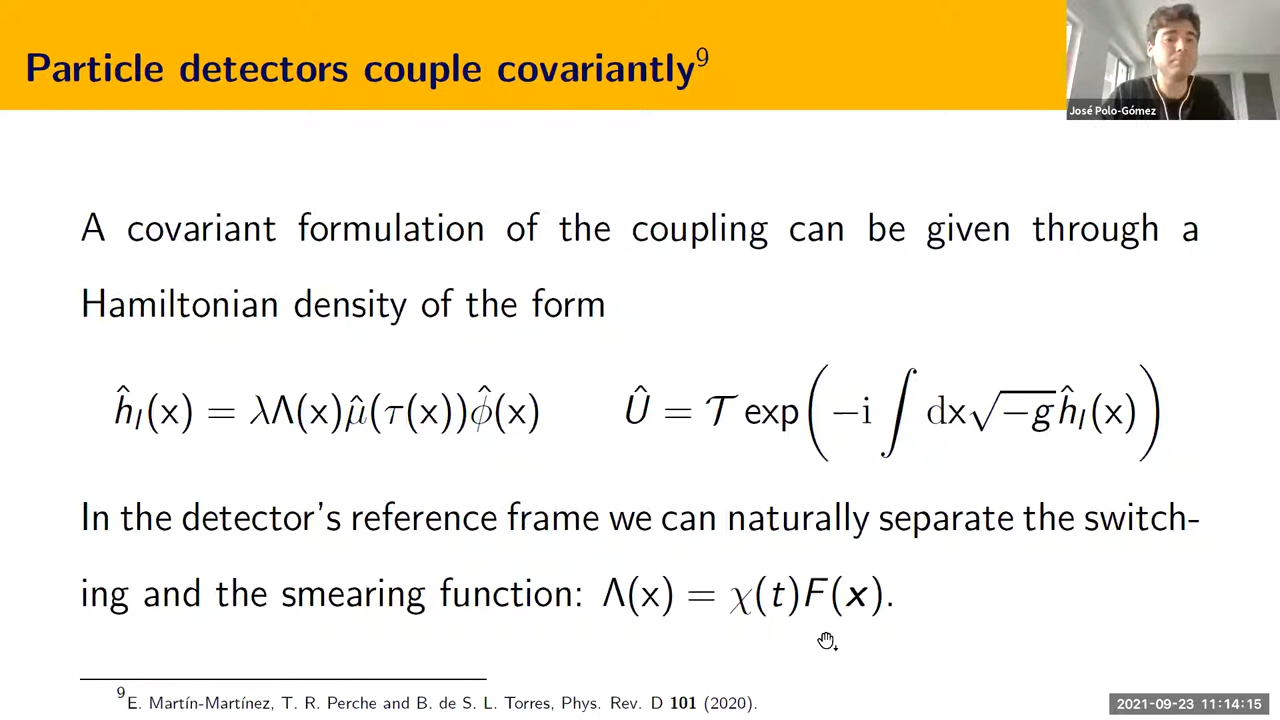 Particle detectors couple covariantly⁹
José Polo-Gómez
A covariant formulation of the coupling can be given through a
Hamiltonian density of the form
ĥ_I(x) = λΛ(x)μ̂(τ(x))φ̂(x)    Û = 𝒯 exp(−i ∫ dx√−g ĥ_I(x))
In the detector's reference frame we can naturally separate the switch-
ing and the smearing function: Λ(x) = χ(t)F(𝒙).
⁹E. Martín-Martínez, T. R. Perche and B. de S. L. Torres, Phys. Rev. D 101 (2020).
2021-09-23 11:14:15